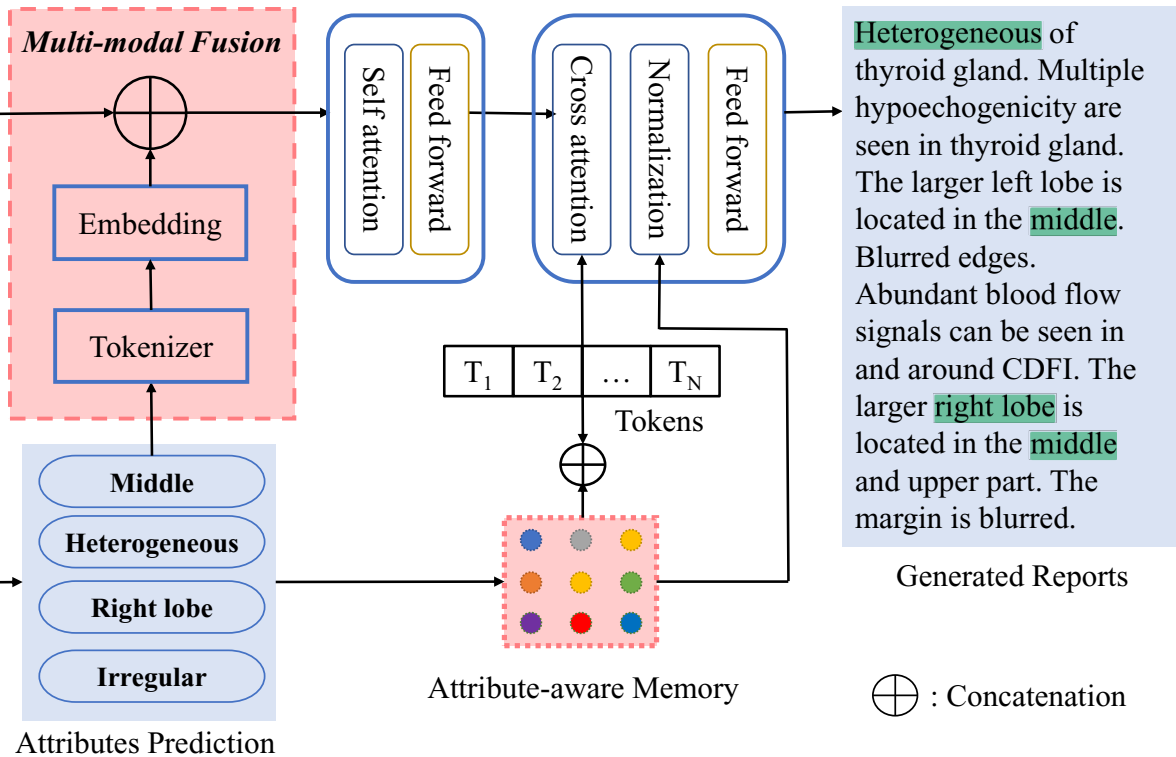 Multi-modal Fusion
Embedding
Tokenizer
Middle
Heterogeneous
Right lobe
Irregular
Attributes Prediction
Self attention
Feed forward
Cross attention
Normalization
Feed forward
T1
T2
…
TN
Tokens
Attribute-aware Memory
Heterogeneous of
thyroid gland. Multiple
hypoechogenicity are
seen in thyroid gland.
The larger left lobe is
located in the middle.
Blurred edges.
Abundant blood flow
signals can be seen in
and around CDFI. The
larger right lobe is
located in the middle
and upper part. The
margin is blurred.
Generated Reports
: Concatenation